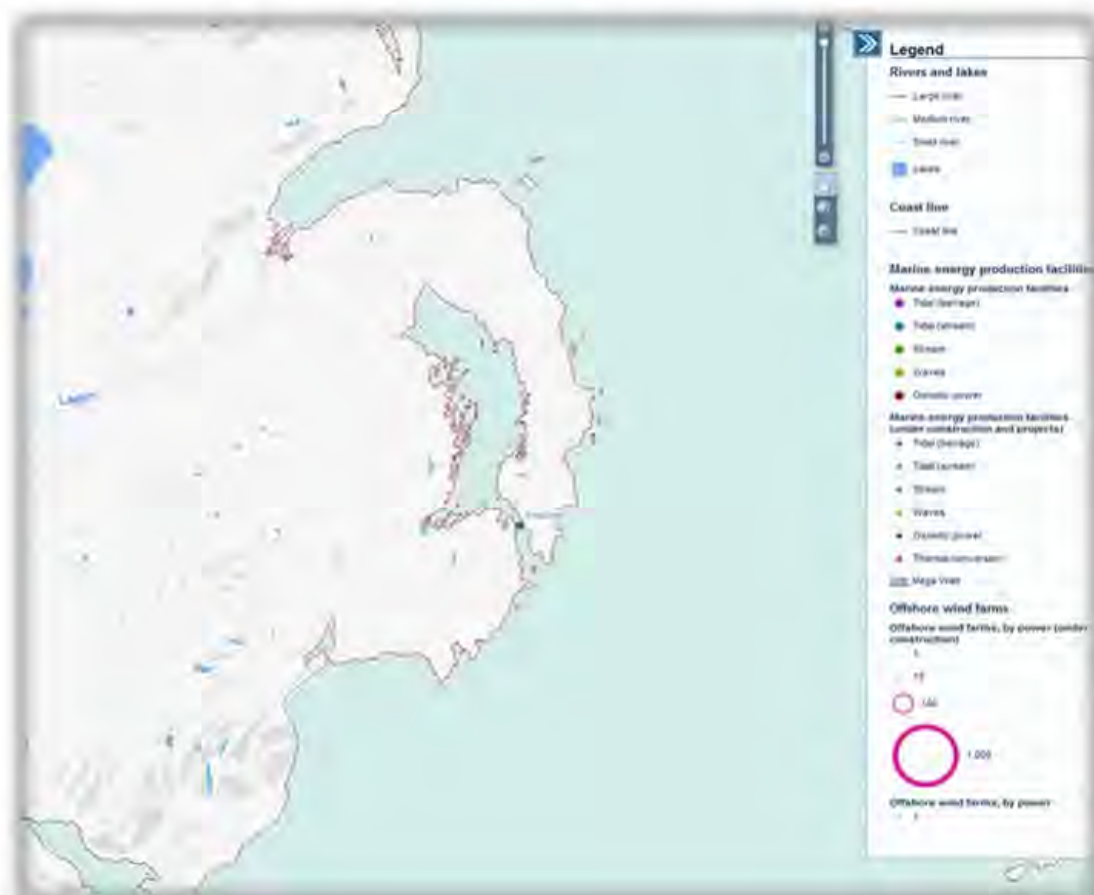 Legend
Rivers and lakes
Large river
Medium river
Small river
Lakes
Coast line
Coast line
Marine energy production facilities
Marine energy production facilities
Tidal (barrage)
Tidal (stream)
Stream
Waves
Osmotic power
Marine energy production facilities
(under construction and projects)
Tidal (barrage)
Tidal (stream)
Stream
Waves
Osmotic power
Thermal conversion
Offshore wind farms
Offshore wind farms, by power (under
construction)
1
10
100
1,000
Offshore wind farms, by power